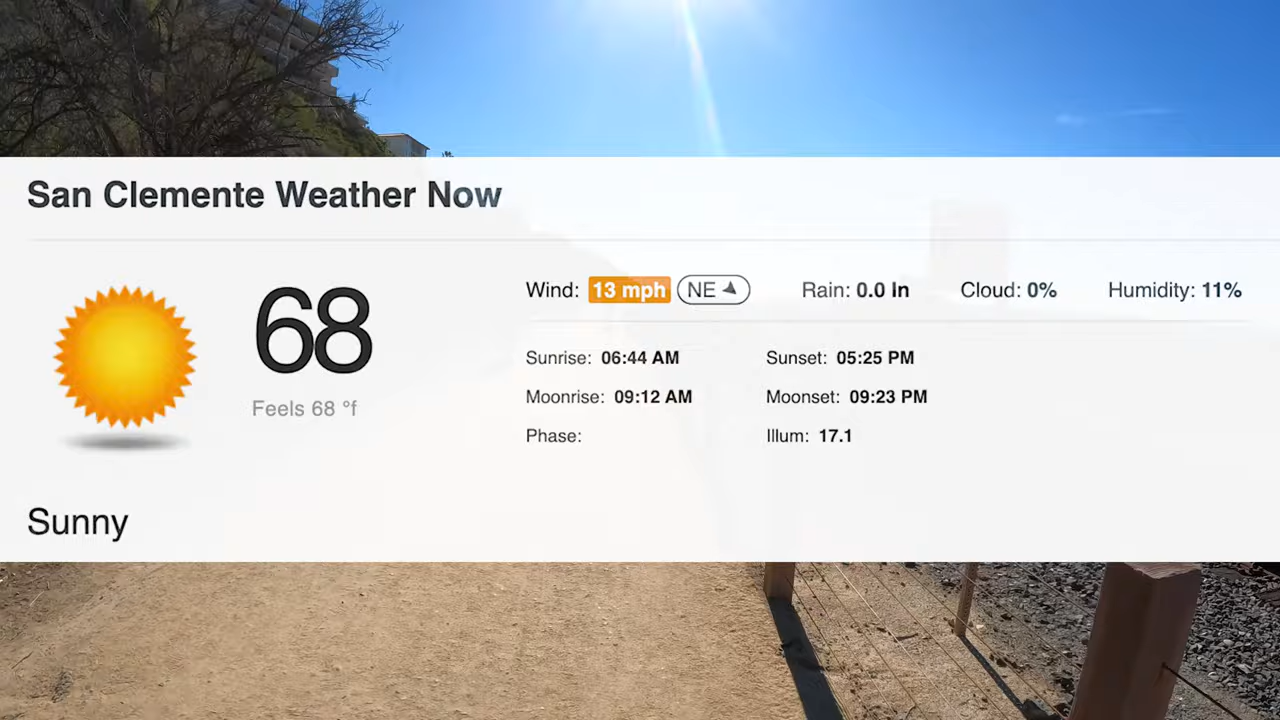 San Clemente Weather Now
68
Feels 68 °f
Wind: 13 mph NE Rain: 0.0 in Cloud: 0% Humidity: 11%
Sunrise: 06:44 AM Sunset: 05:25 PM
Moonrise: 09:12 AM Moonset: 09:23 PM
Phase: Illum: 17.1
Sunny